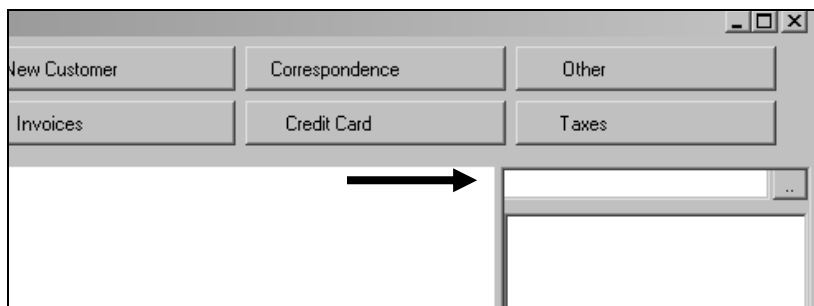 New Customer Correspondence Other
Invoices Credit Card Taxes
..